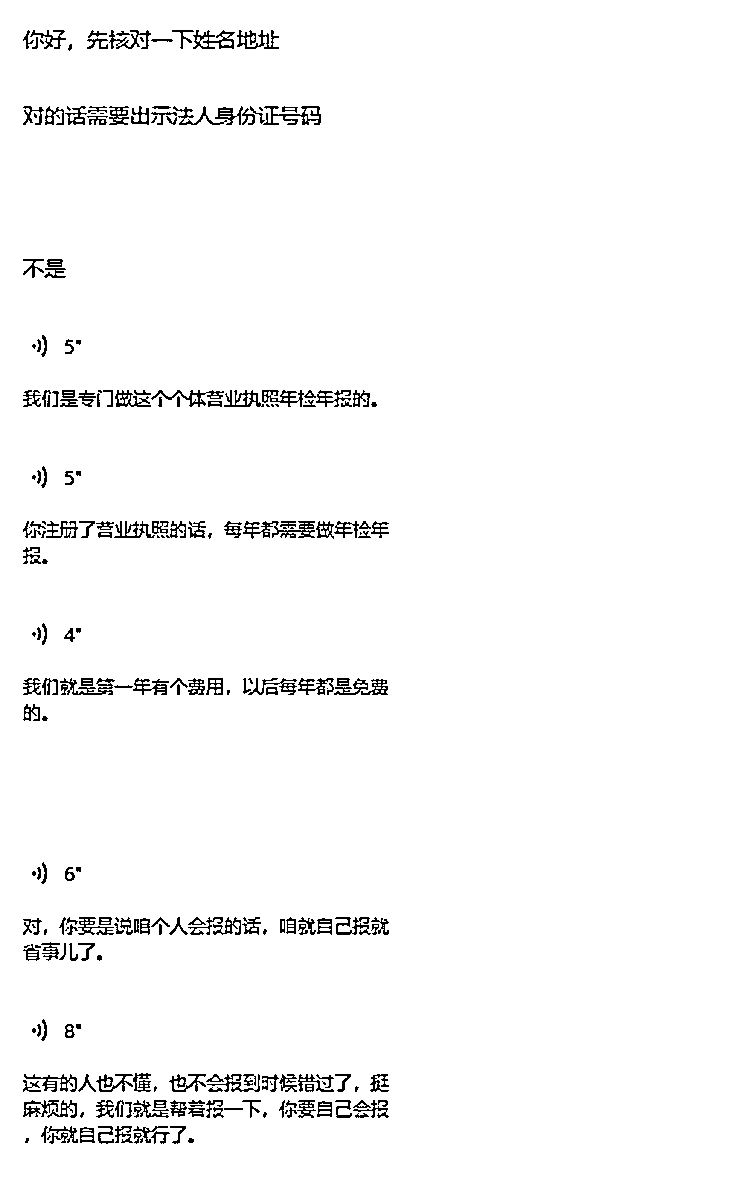 你好，先核对一下姓名地址
对的话需要出示法人身份证号码
不是
5"
我们是专门做这个个体营业执照年检年报的。
5"
你注册了营业执照的话，每年都需要做年检年
报。
4"
我们就是第一年有个费用，以后每年都是免费
的。
6"
对，你要是说咱个人会报的话，咱就自己报就
省事儿了。
8"
这有的人也不懂，也不会报到时候错过了，挺
麻烦的，我们就是帮着报一下，你要自己会报
，你就自己报就行了。